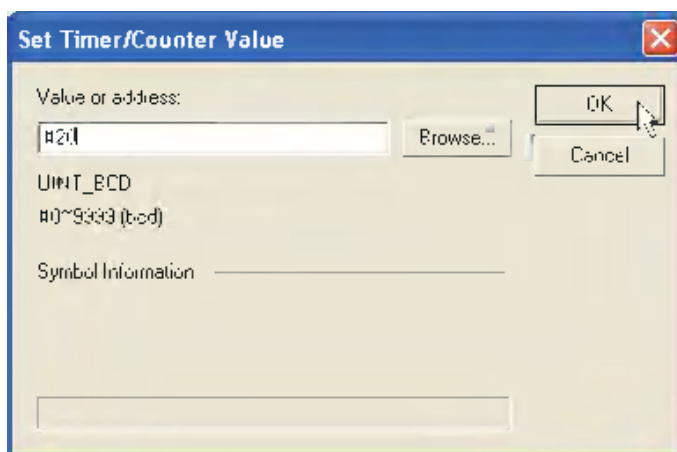 Set Timer/Counter Value
Value or address:
OK
#20
Browse...
Cancel
UINT_BCD
#0~9999 (bcd)
Symbol Information